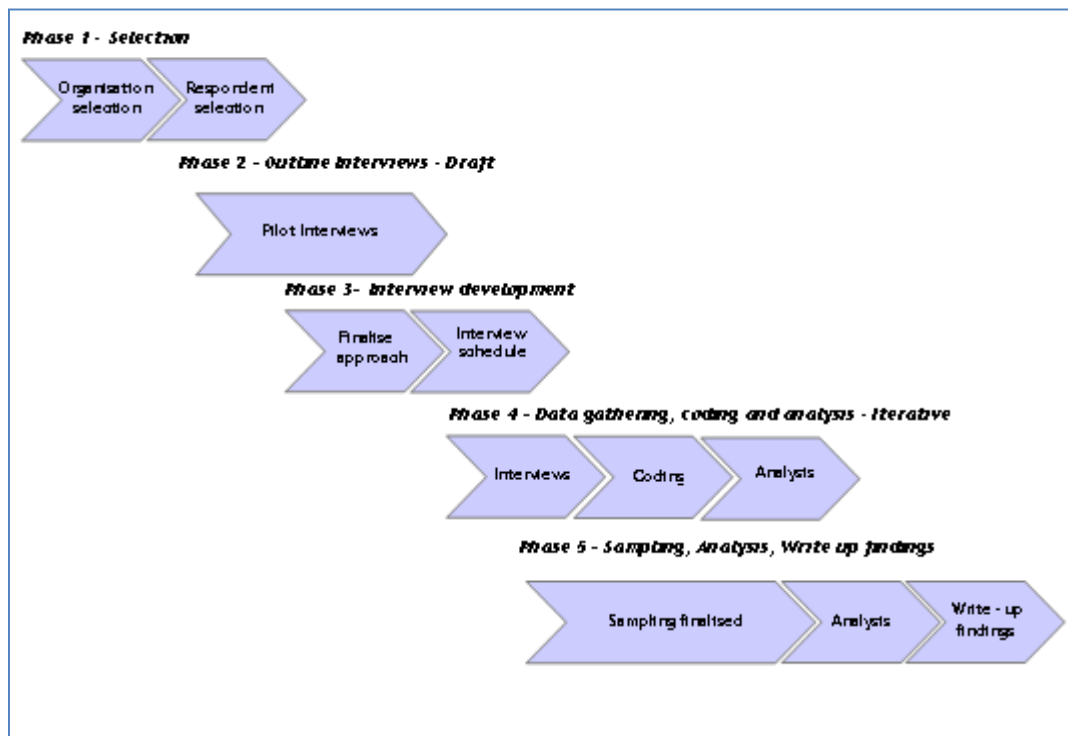 Phase 1 - Selection
Organisation
selection
Respondent
selection
Phase 2 - Outline Interviews - Draft
Pilot Interviews
Phase 3- Interview development
Finalise
approach
Interview
schedule
Phase 4 - Data gathering, coding and analysis - Iterative
Interviews
Coding
Analysis
Phase 5 - Sampling, Analysis, Write up findings
Sampling finalised
Analysis
Write - up
findings